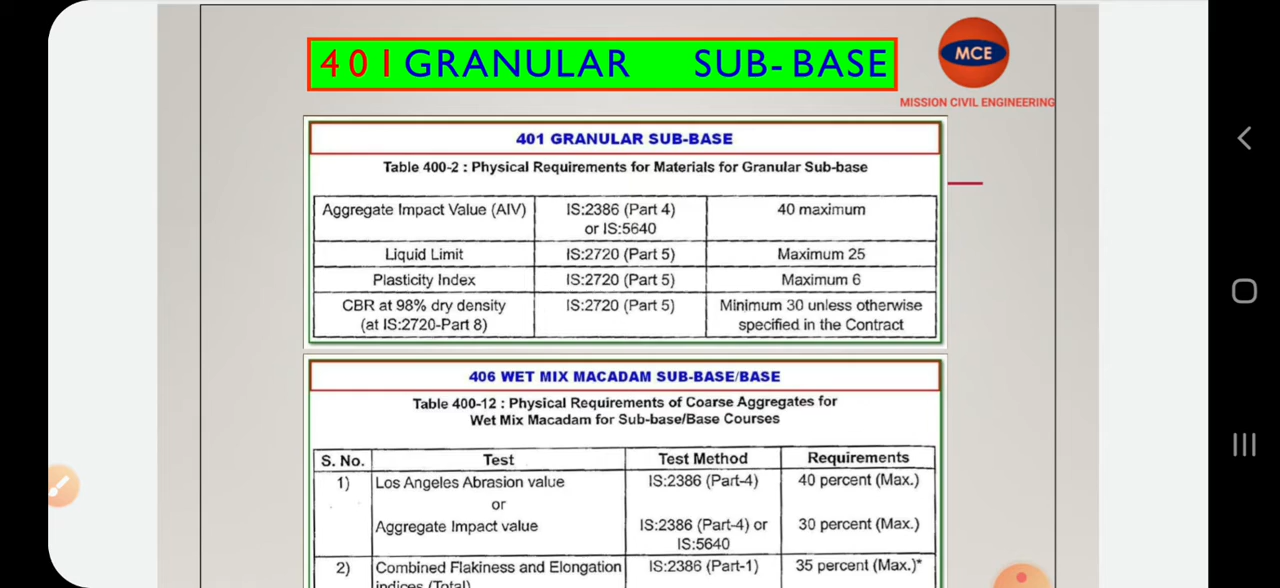 401 GRANULAR SUB-BASE
MCE
MISSION CIVIL ENGINEERING
401 GRANULAR SUB-BASE
Table 400-2 : Physical Requirements for Materials for Granular Sub-base
Aggregate Impact Value (AIV) IS:2386 (Part 4) 40 maximum
or IS:5640
Liquid Limit IS:2720 (Part 5) Maximum 25
Plasticity Index IS:2720 (Part 5) Maximum 6
CBR at 98% dry density IS:2720 (Part 5) Minimum 30 unless otherwise
(at IS:2720-Part 8) specified in the Contract
406 WET MIX MACADAM SUB-BASE/BASE
Table 400-12 : Physical Requirements of Coarse Aggregates for
Wet Mix Macadam for Sub-base/Base Courses
S. No. Test Test Method Requirements
1) Los Angeles Abrasion value IS:2386 (Part-4) 40 percent (Max.)
or
Aggregate Impact value IS:2386 (Part-4) or 30 percent (Max.)
IS:5640
2) Combined Flakiness and Elongation IS:2386 (Part-1) 35 percent (Max.)*
indices (Total)